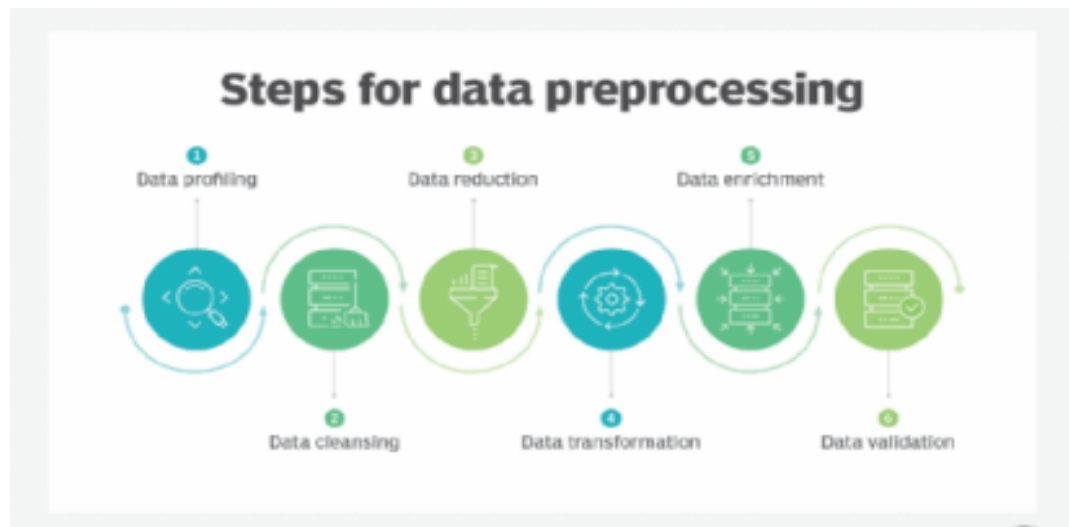 Steps for data preprocessing
1
Data profiling
2
Data cleansing
3
Data reduction
4
Data transformation
5
Data enrichment
6
Data validation